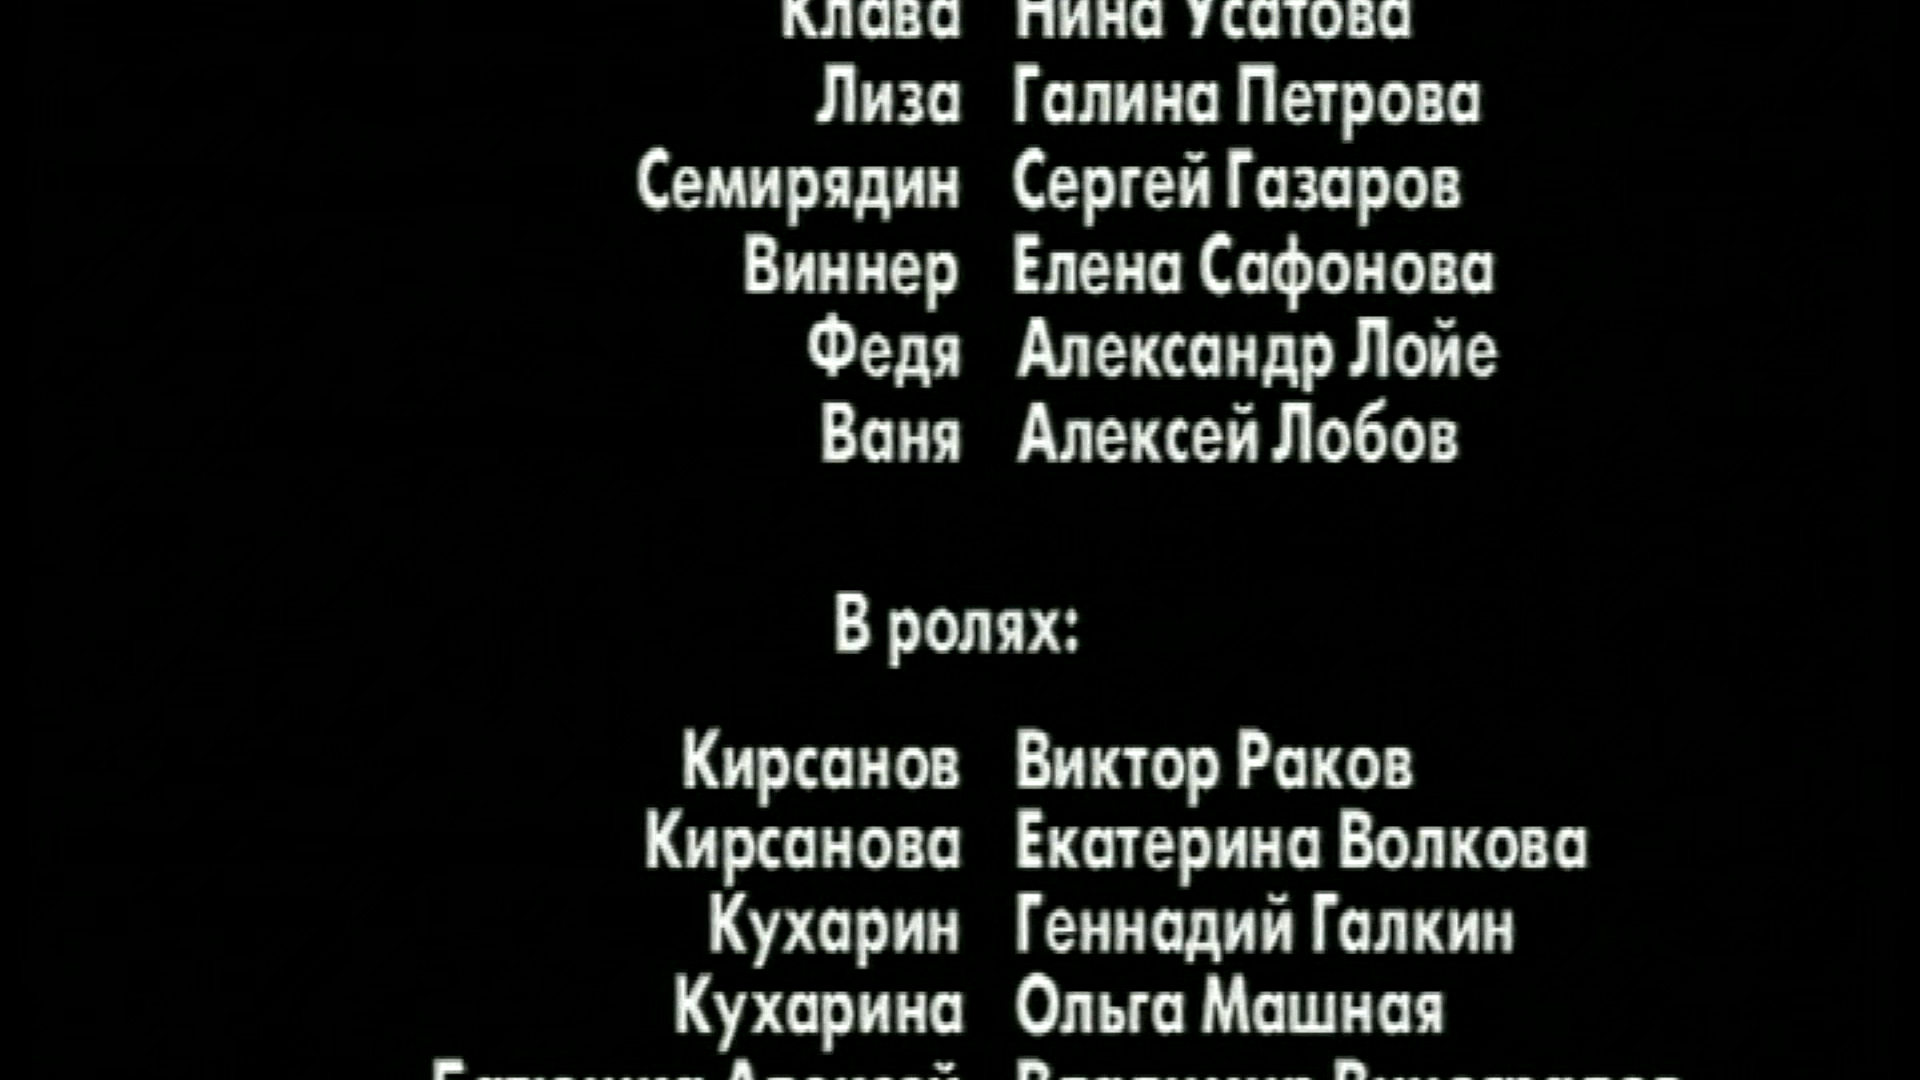 Клава Нина Усатова
Лиза Галина Петрова
Семирядин Сергей Газаров
Виннер Елена Сафонова
Федя Александр Лойе
Ваня Алексей Лобов
В ролях:
Кирсанов Виктор Раков
Кирсанова Екатерина Волкова
Кухарин Геннадий Галкин
Кухарина Ольга Машная